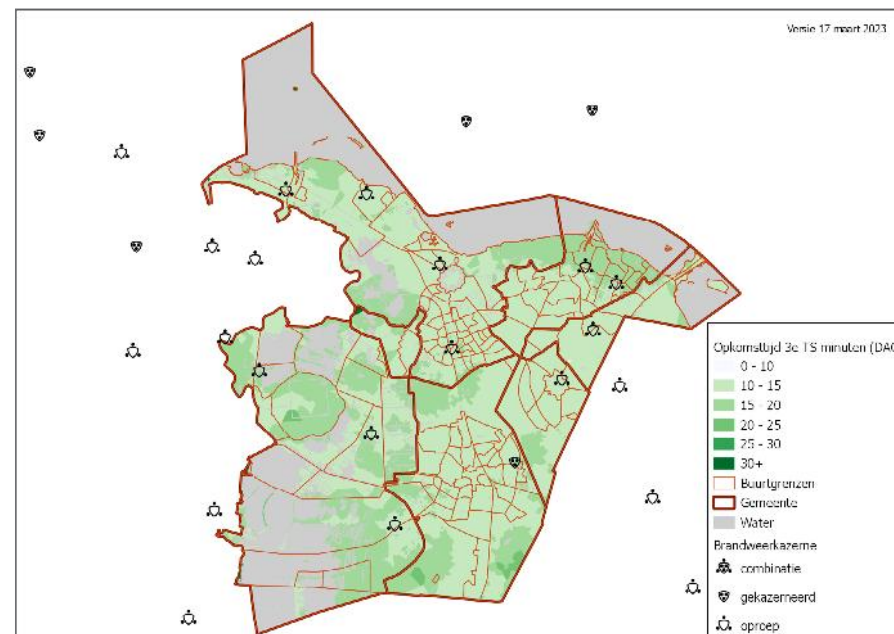 Versie 17 maart 2023
Opkomsttijd 3e TS minuten (DAG
0 - 10
10 - 15
15 - 20
20 - 25
25 - 30
30+
Buurtgrenzen
Gemeente
Water
Brandweerkazerne
combinatie
gekazerneerd
oproep